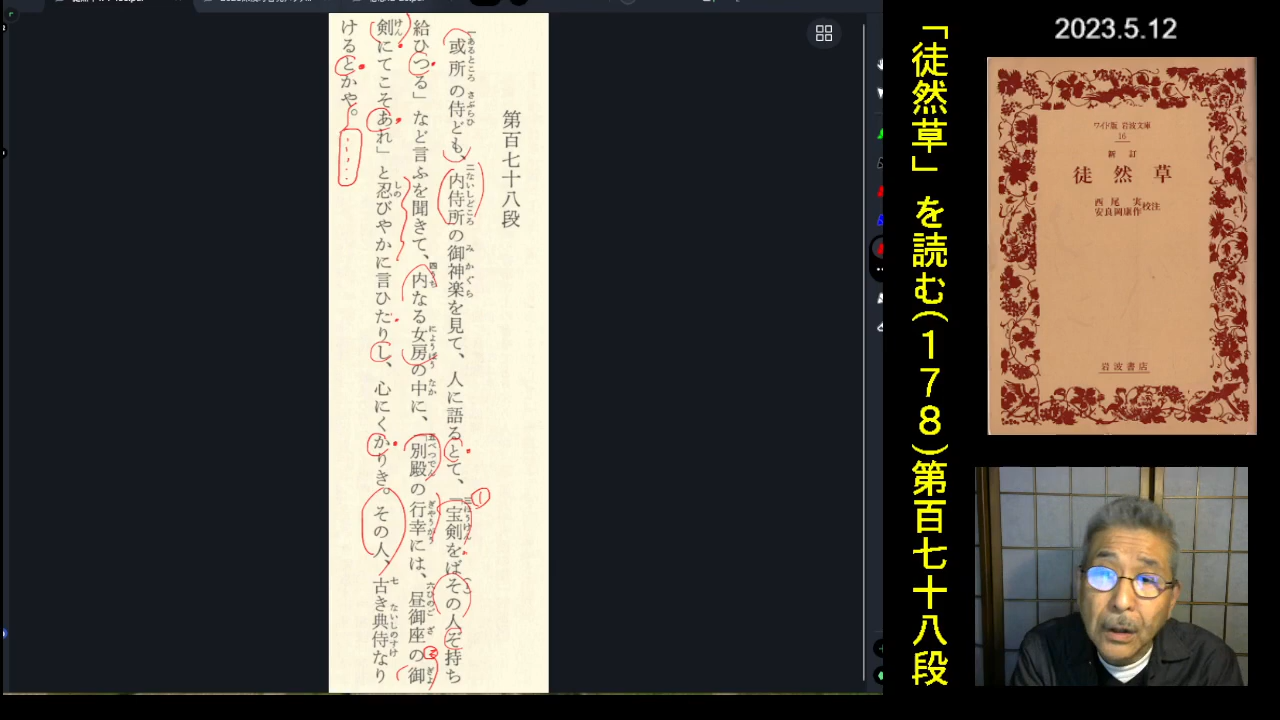 第百七十八段
或所の侍ども、内侍所の御神楽を見て、人に語るとて、「宝剣をばその人ぞ持ち
給ひつる」など言ふを聞きて、内なる女房の中に、別殿の行幸には、昼御座の御
剣にてこそあれ」と忍びやかに言ひたりし、心にくかりき。その人、古き典侍なり
けるとかや。
「徒然草」を読む(178)第百七十八段
2023.5.12
ワイド版 岩波文庫
16
新訂
徒然草
西尾 実
安良岡康作 校注
岩波書店